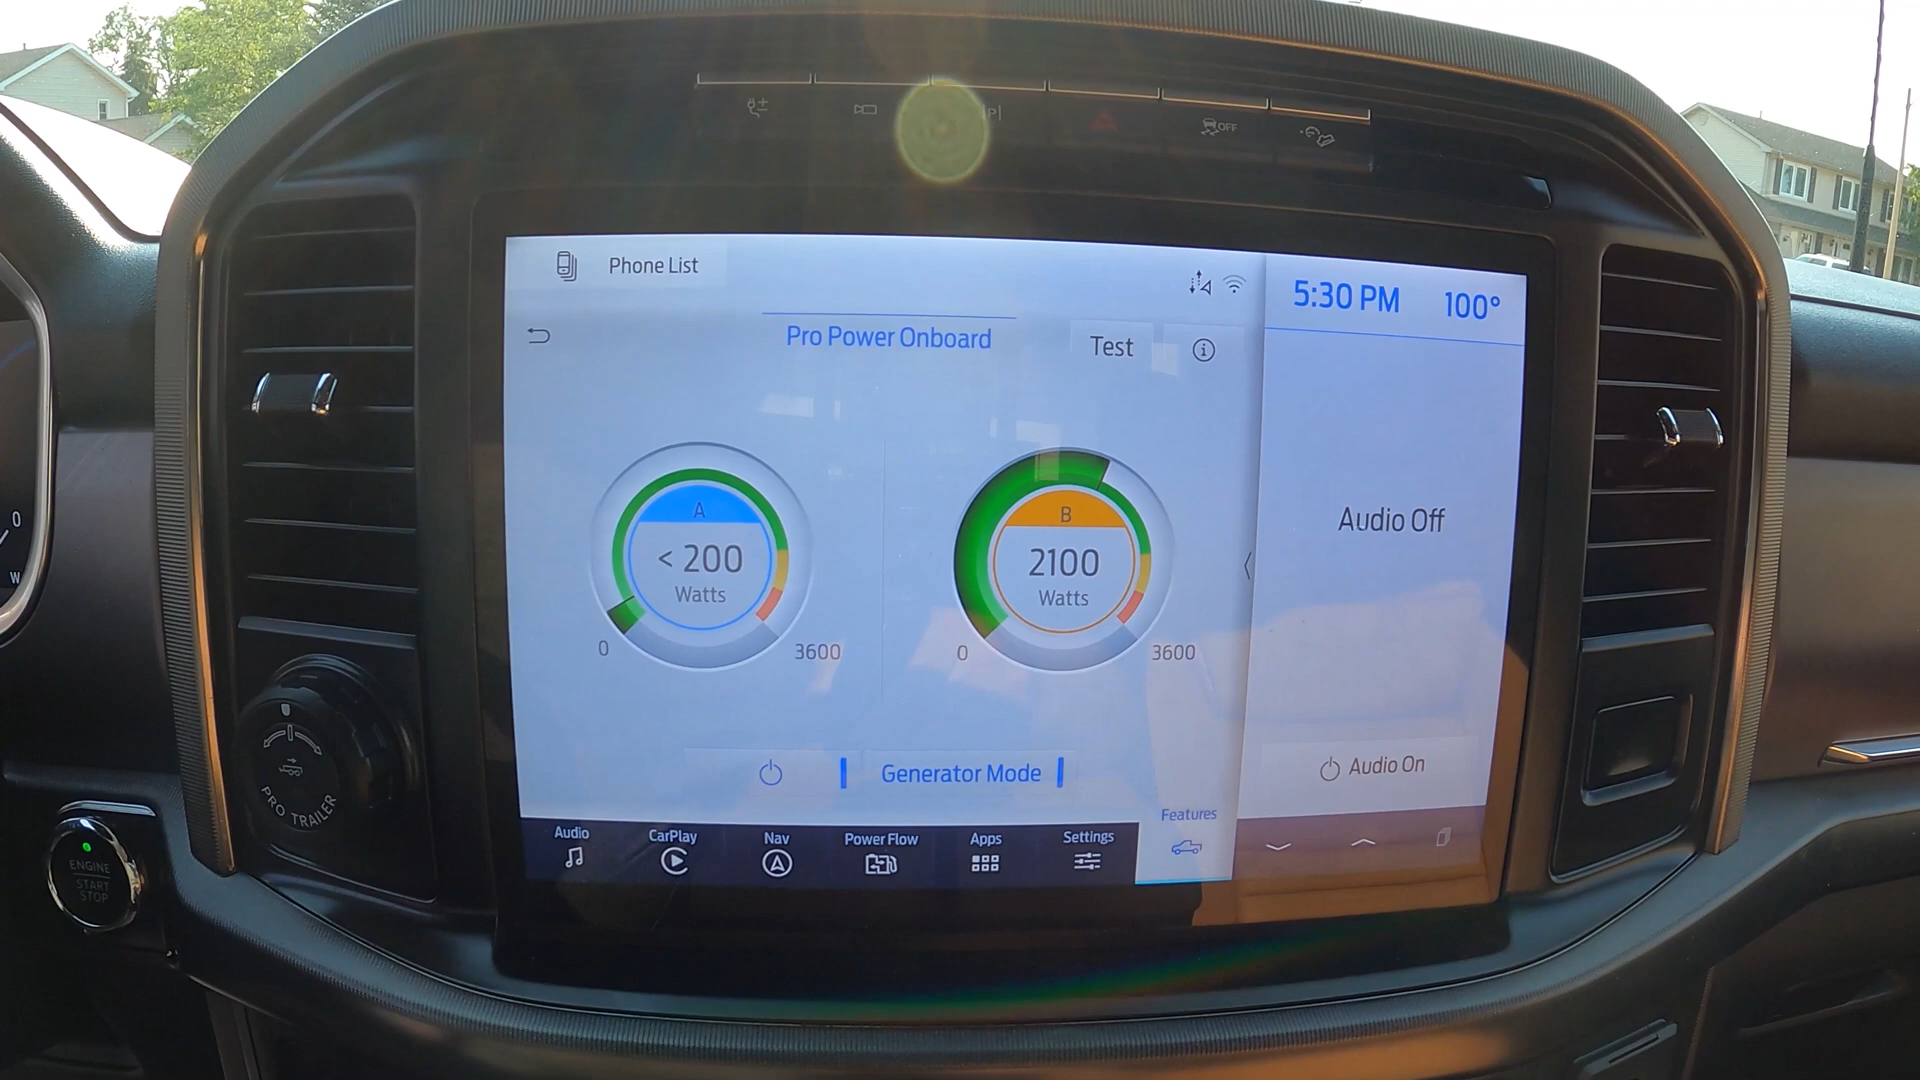 |P|
OFF
Phone List
5:30 PM 100°
Pro Power Onboard
Test
i
A
< 200
Watts
0 3600
B
2100
Watts
0 3600
Audio Off
Generator Mode
Audio On
Features
Audio
CarPlay
Nav
Power Flow
Apps
Settings
PRO TRAILER
ENGINE
START
STOP
0
W